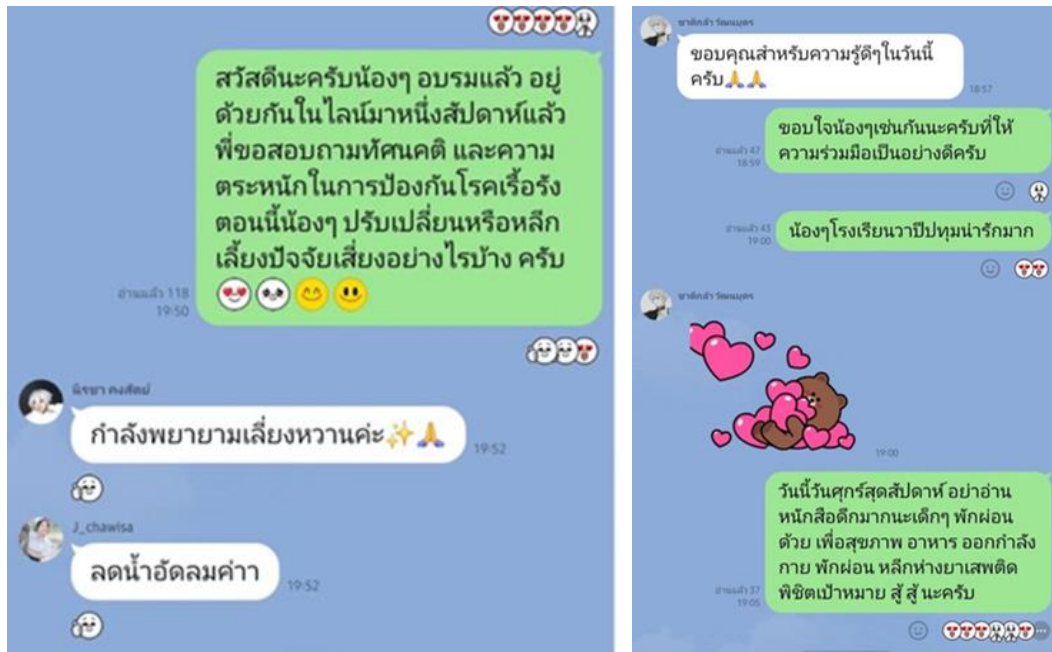 สวัสดีนะครับน้องๆ อบรมแล้ว อยู่
ด้วยกันในไลน์มาหนึ่งสัปดาห์แล้ว
พี่ขอสอบถามทัศนคติ และความ
ตระหนักในการป้องกันโรคเรื้อรัง
ตอนนี้น้องๆ ปรับเปลี่ยนหรือหลีก
เลี่ยงปัจจัยเสี่ยงอย่างไรบ้าง ครับ
อ่านแล้ว 118
19:50
กำลังพยายามเลี่ยงหวานค่ะ✨🙏
19:52
J_chawisa
ลดน้ำอัดลมค่าา
19:52
ขอบคุณสำหรับความรู้ดีๆในวันนี้
ครับ🙏🙏
18:57
ขอบใจน้องๆเช่นกันนะครับที่ให้
ความร่วมมือเป็นอย่างดีครับ
อ่านแล้ว 47
18:59
น้องๆโรงเรียนวาปีปทุมน่ารักมาก
อ่านแล้ว 43
19:00
19:00
วันนี้วันศุกร์สุดสัปดาห์ อย่าอ่าน
หนักสือดึกมากนะเด็กๆ พักผ่อน
ด้วย เพื่อสุขภาพ อาหาร ออกกำลัง
กาย พักผ่อน หลีกห่างยาเสพติด
พิชิตเป้าหมาย สู้ สู้ นะครับ
อ่านแล้ว 37
19:05